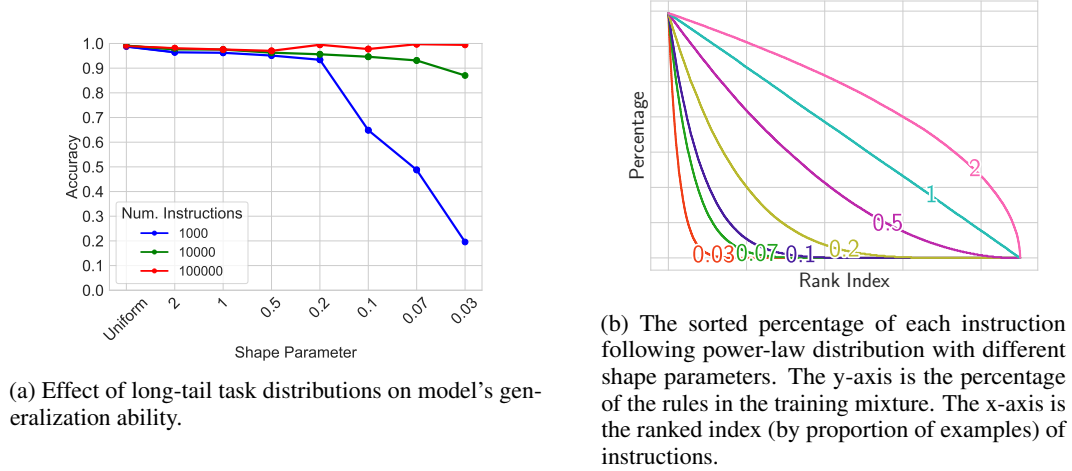 1.0
0.9
0.8
0.7
0.6
0.5
0.4
0.3
0.2
0.1
0.0
Accuracy
Num. Instructions
1000
10000
100000
Uniform
2
1
0.5
0.2
0.1
0.07
0.03
Shape Parameter
(a) Effect of long-tail task distributions on model's gen-
eralization ability.
Percentage
2
1
0.5
0.2
0.1
0.07
0.03
Rank Index
(b) The sorted percentage of each instruction
following power-law distribution with different
shape parameters. The y-axis is the percentage
of the rules in the training mixture. The x-axis is
the ranked index (by proportion of examples) of
instructions.